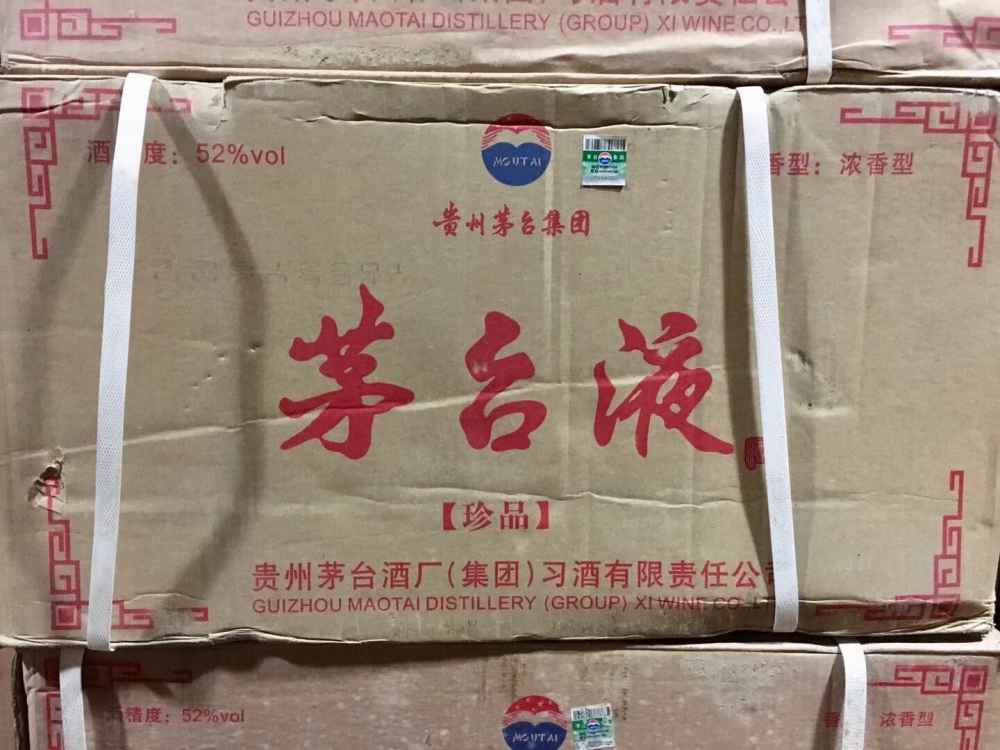 GUIZHOU MAOTAI DISTILLERY (GROUP) XI WINE CO., LT
酒 度：52%vol
MOUTAI
香型：浓香型
贵州茅台集团
茅台液
【珍品】
贵州茅台酒厂(集团)习酒有限责任公
GUIZHOU MAOTAI DISTILLERY (GROUP) XI WINE CO., LT
精度：52%vol
MOUTAI
香 浓香型